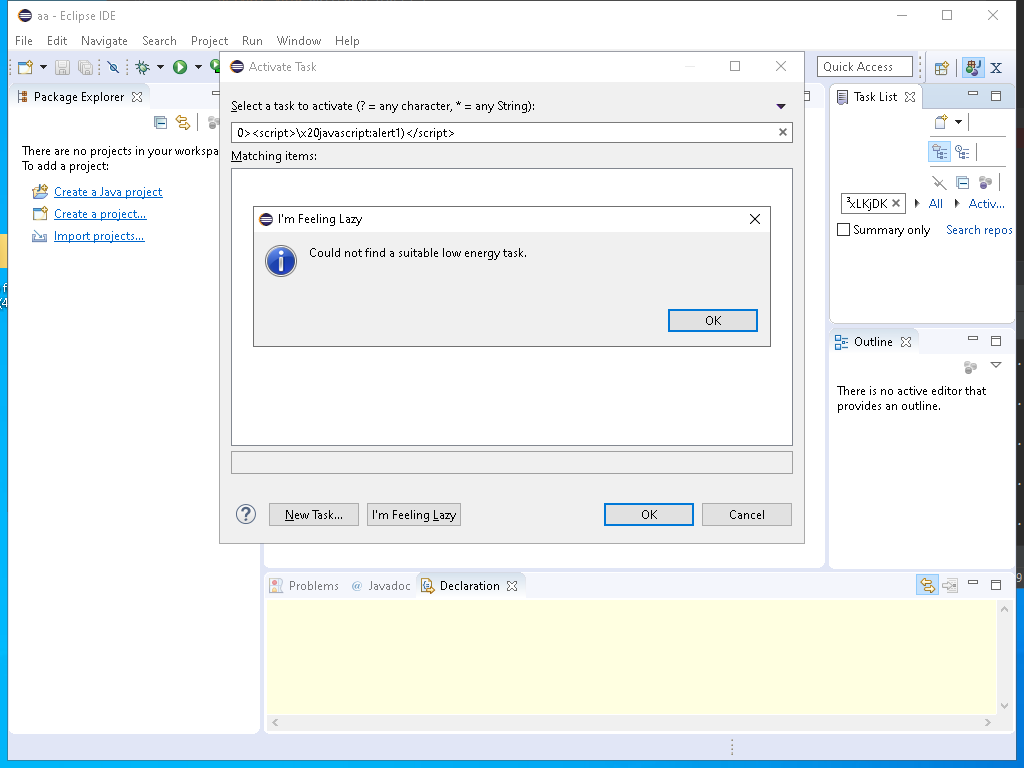 aa - Eclipse IDE
File Edit Navigate Search Project Run Window Help
Quick Access
Package Explorer
There are no projects in your workspa
To add a project:
Create a Java project
Create a project...
Import projects...
Activate Task
Select a task to activate (? = any character, * = any String):
0><script>\x20javascript:alert1)</script>
Matching items:
I'm Feeling Lazy
Could not find a suitable low energy task.
OK
New Task...
I'm Feeling Lazy
OK
Cancel
Task List
³xLKjDK
All
Activ...
Summary only
Search repos
Outline
There is no active editor that
provides an outline.
Problems
@ Javadoc
Declaration